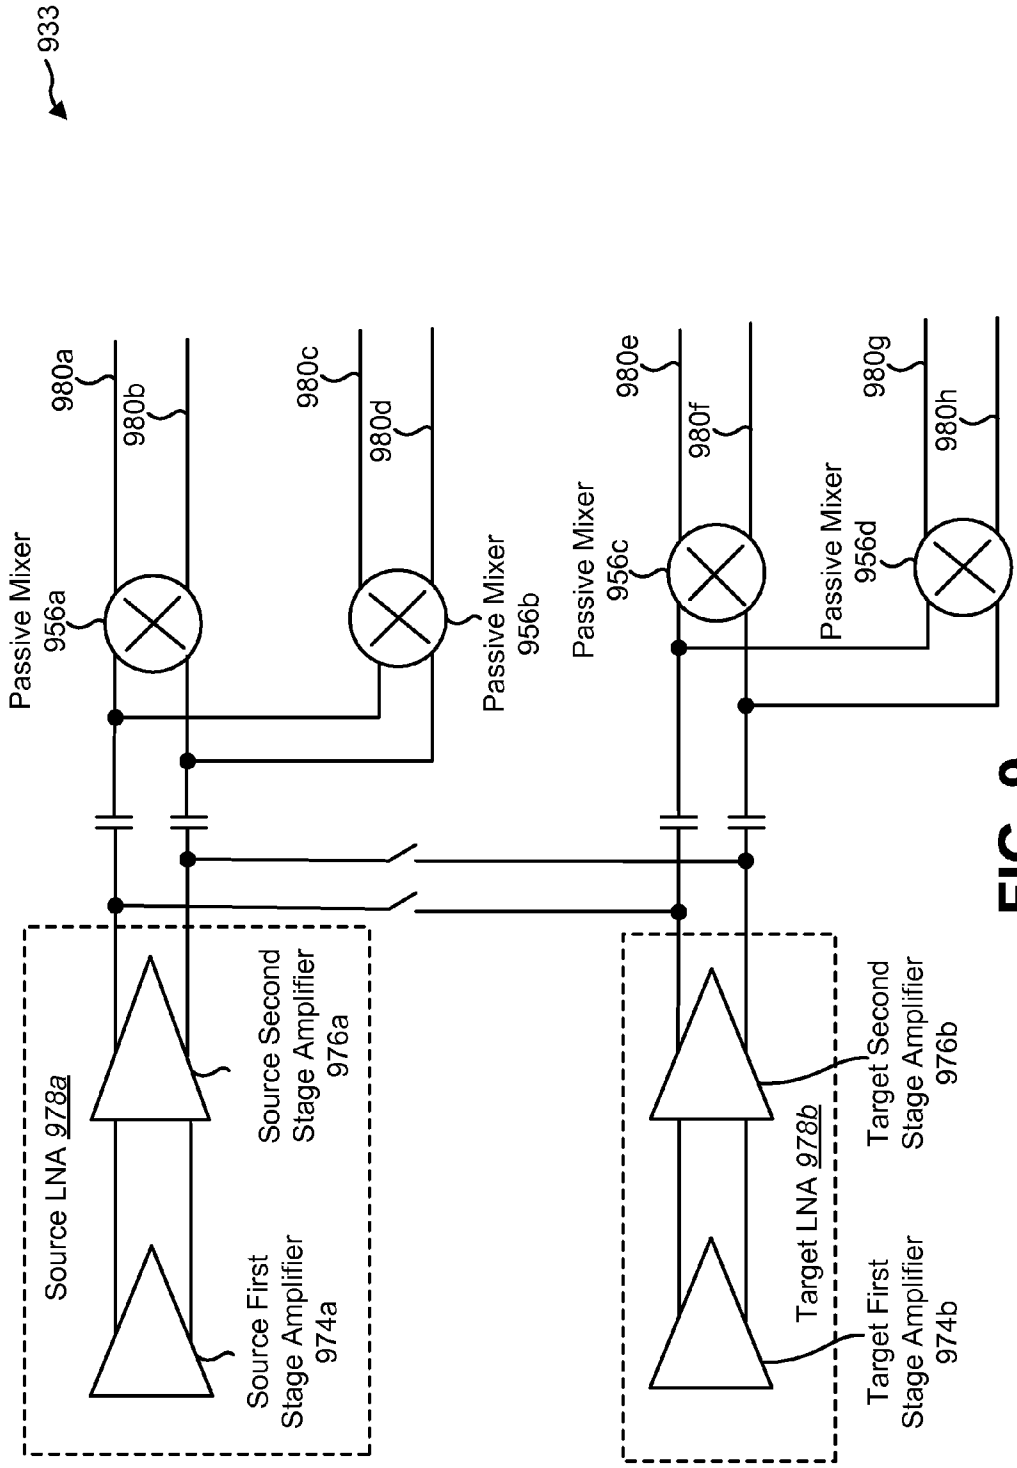 933
Source LNA 978a
Source First
Stage Amplifier
974a
Source Second
Stage Amplifier
976a
Passive Mixer
956a
980a
980b
Passive Mixer
956b
980c
980d
Target LNA 978b
Target First
Stage Amplifier
974b
Target Second
Stage Amplifier
976b
Passive Mixer
956c
980e
980f
Passive Mixer
956d
980g
980h
FIG.